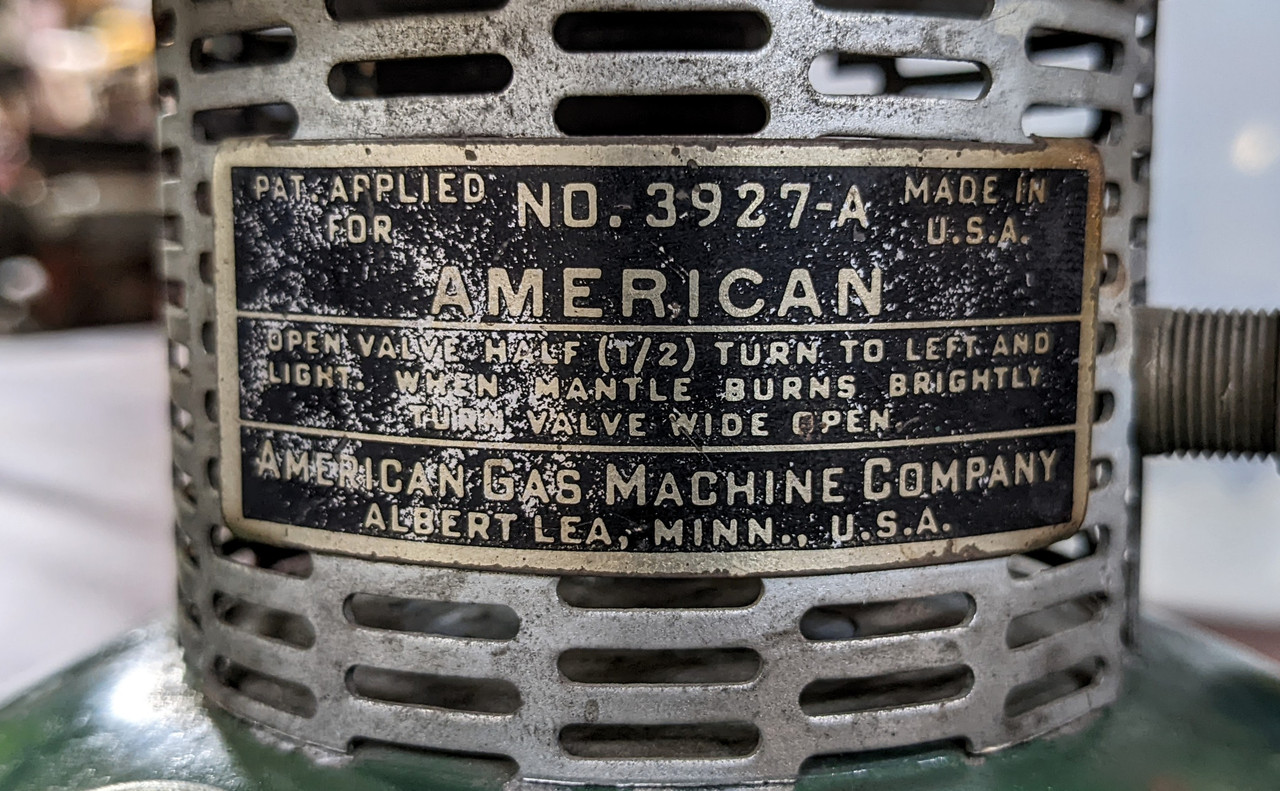 PAT. APPLIED FOR
NO. 3927-A
MADE IN U.S.A.
AMERICAN
OPEN VALVE HALF (1/2) TURN TO LEFT AND
LIGHT. WHEN MANTLE BURNS BRIGHTLY
TURN VALVE WIDE OPEN
AMERICAN GAS MACHINE COMPANY
ALBERT LEA, MINN., U.S.A.